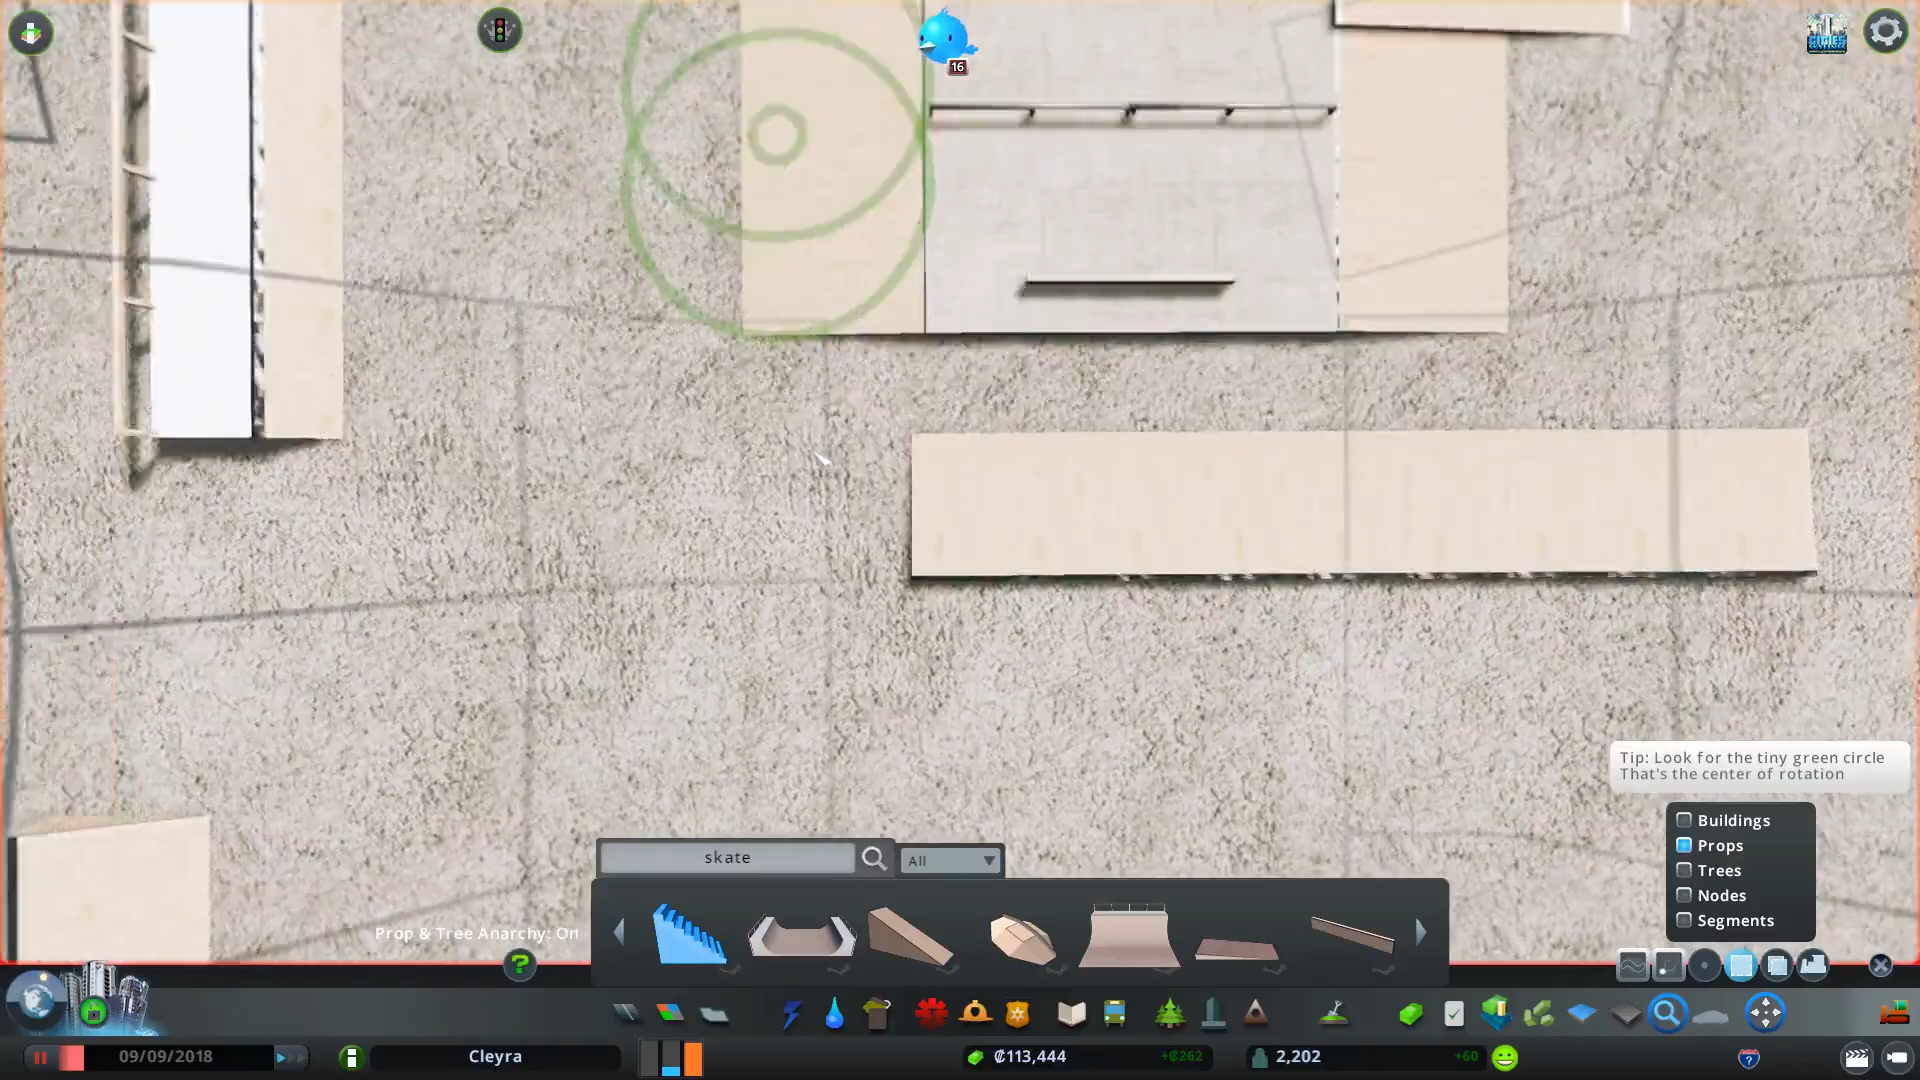 16
CITIES
Tip: Look for the tiny green circle
That's the center of rotation
Buildings
Props
Trees
Nodes
Segments
skate
All
Prop & Tree Anarchy: On
09/09/2018
Cleyra
₡113,444
+₡262
2,202
+60